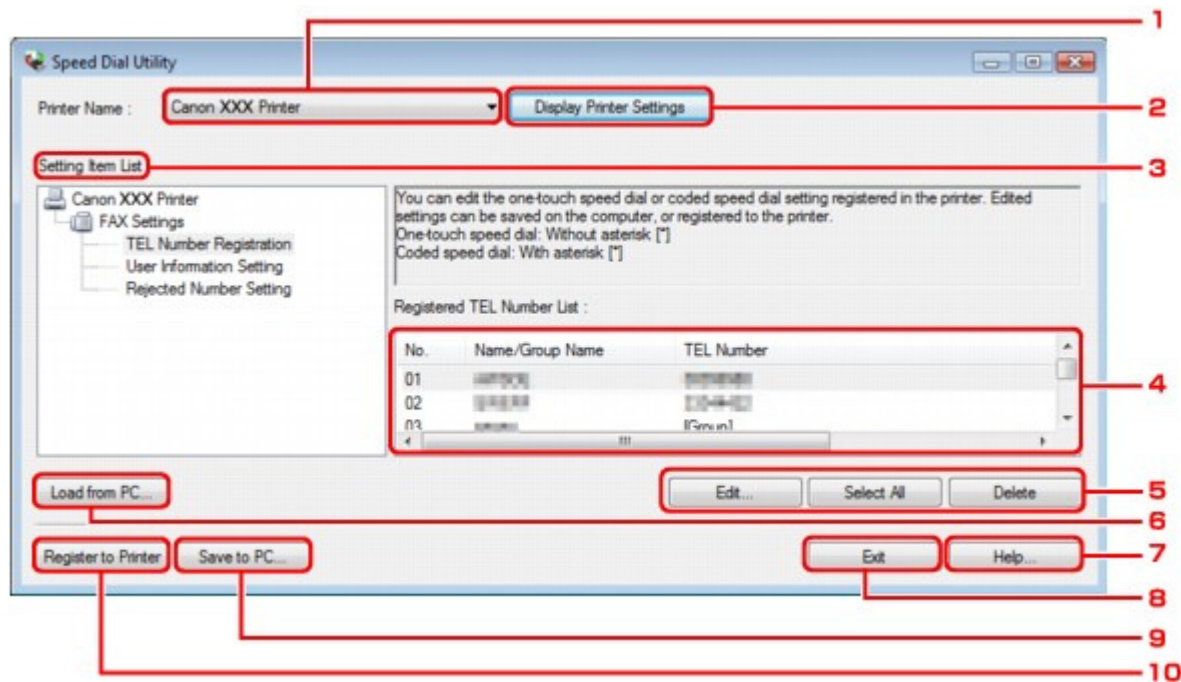 1
Speed Dial Utility
Printer Name : Canon XXX Printer Display Printer Settings 2
Setting Item List 3
Canon XXX Printer
FAX Settings
TEL Number Registration
User Information Setting
Rejected Number Setting
You can edit the one-touch speed dial or coded speed dial setting registered in the printer. Edited
settings can be saved on the computer, or registered to the printer.
One-touch speed dial: Without asterisk [*]
Coded speed dial: With asterisk [*]
Registered TEL Number List :
No. Name/Group Name TEL Number
01
02
03 [Group]
4
Load from PC... Edit... Select All Delete 5
6
Register to Printer Save to PC... Exit Help... 7
8
9
10